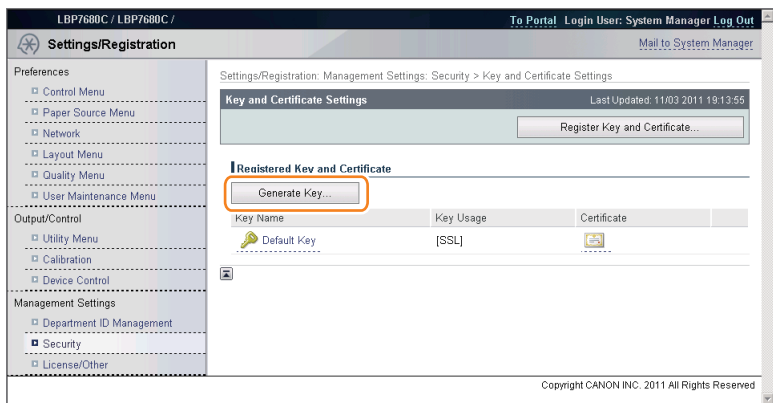 LBP7680C / LBP7680C /
To Portal Login User: System Manager Log Out
Settings/Registration
Mail to System Manager
Preferences
Control Menu
Paper Source Menu
Network
Layout Menu
Quality Menu
User Maintenance Menu
Output/Control
Utility Menu
Calibration
Device Control
Management Settings
Department ID Management
Security
License/Other
Settings/Registration: Management Settings: Security > Key and Certificate Settings
Key and Certificate Settings
Last Updated: 11/03 2011 19:13:55
Register Key and Certificate...
Registered Key and Certificate
Generate Key...
Key Name Key Usage Certificate
Default Key [SSL]
Copyright CANON INC. 2011 All Rights Reserved